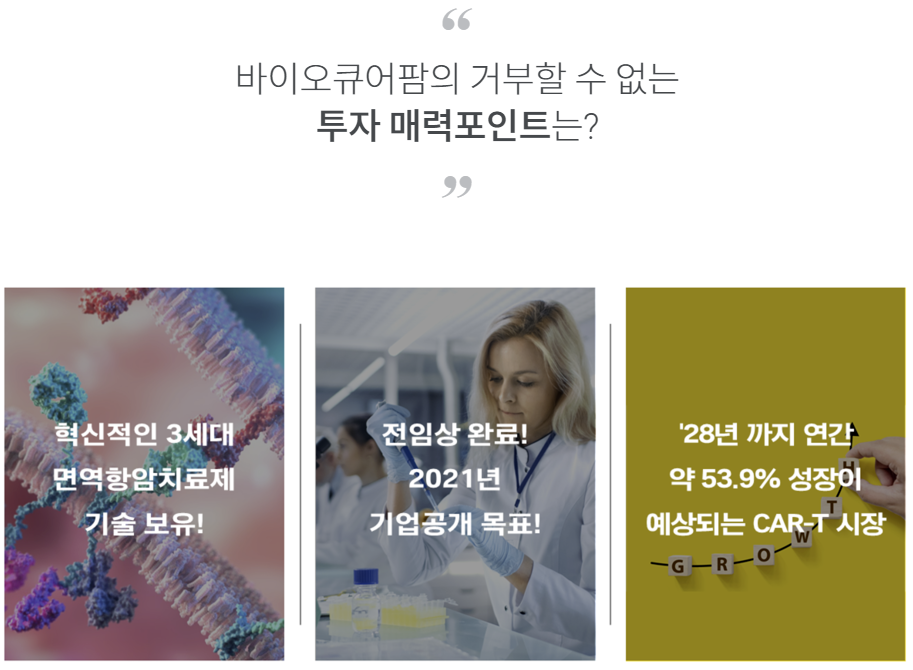 “
바이오큐어팜의 거부할 수 없는
투자 매력포인트는?
”
혁신적인 3세대
면역항암치료제
기술 보유!
전임상 완료!
2021년
기업공개 목표!
'28년 까지 연간
약 53.9% 성장이
예상되는 CAR-T 시장
GROWTH